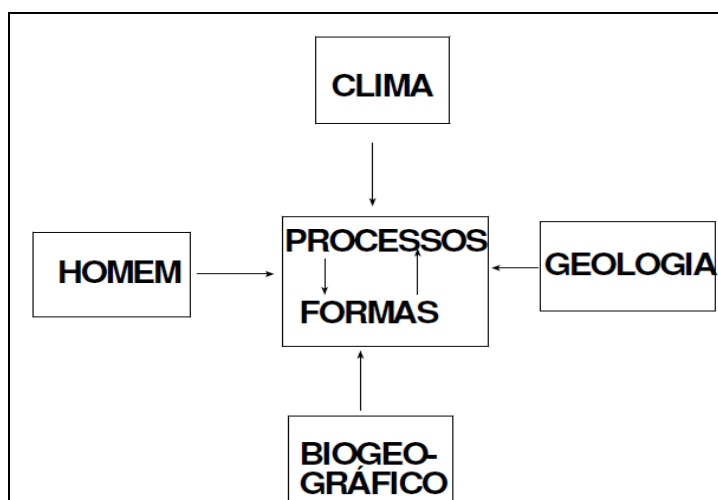 CLIMA
PROCESSOS
HOMEM
GEOLOGIA
FORMAS
BIOGEO-
GRÁFICO